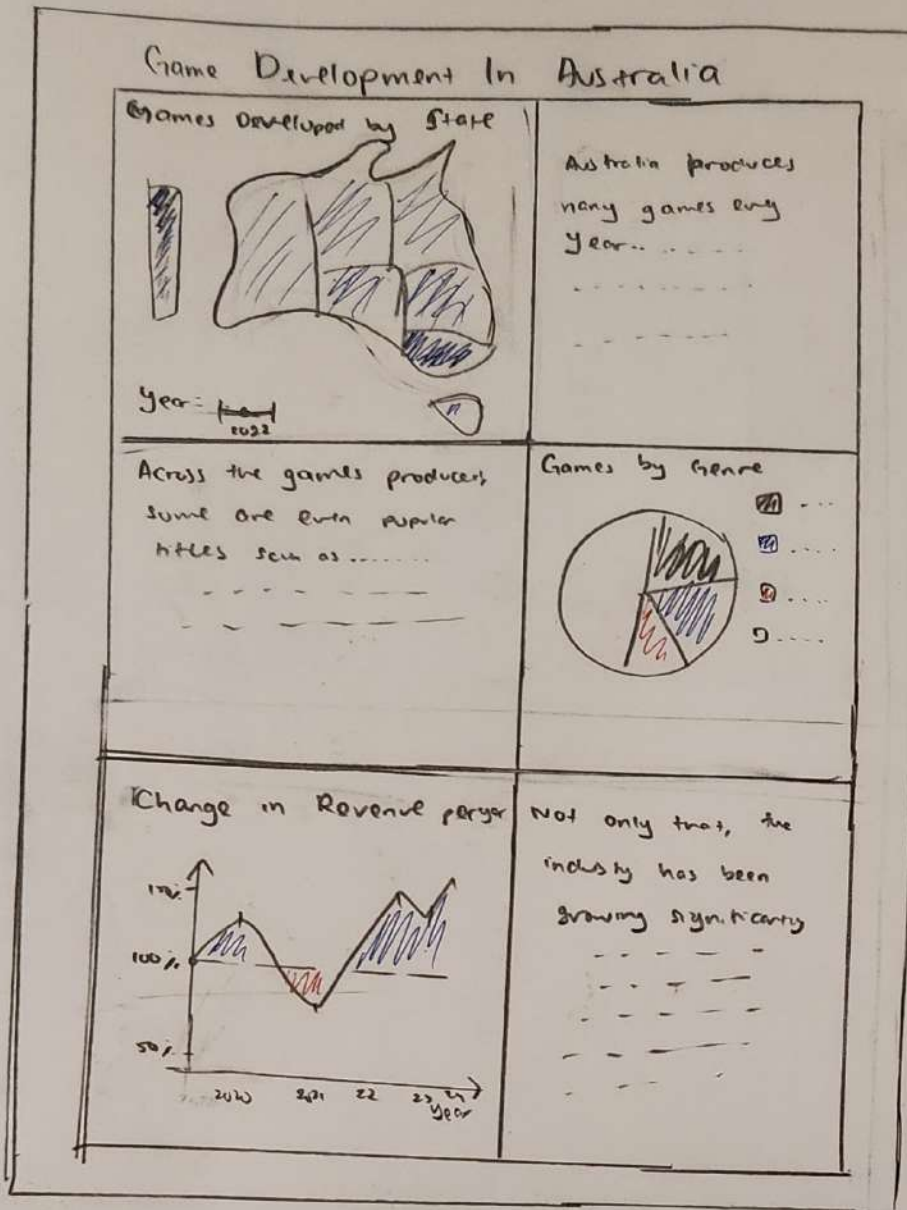 Game Development In Australia
Games Developed by State
Year:
2022
Australia produces
many games every
year.. .....
Across the games produced,
some are even popular
titles such as .......
Games by Genre
....
....
....
....
Change in Revenue per year
150%
100%
50%
2020 2021 22 23 24
Year
Not only that, the
industry has been
growing significantly